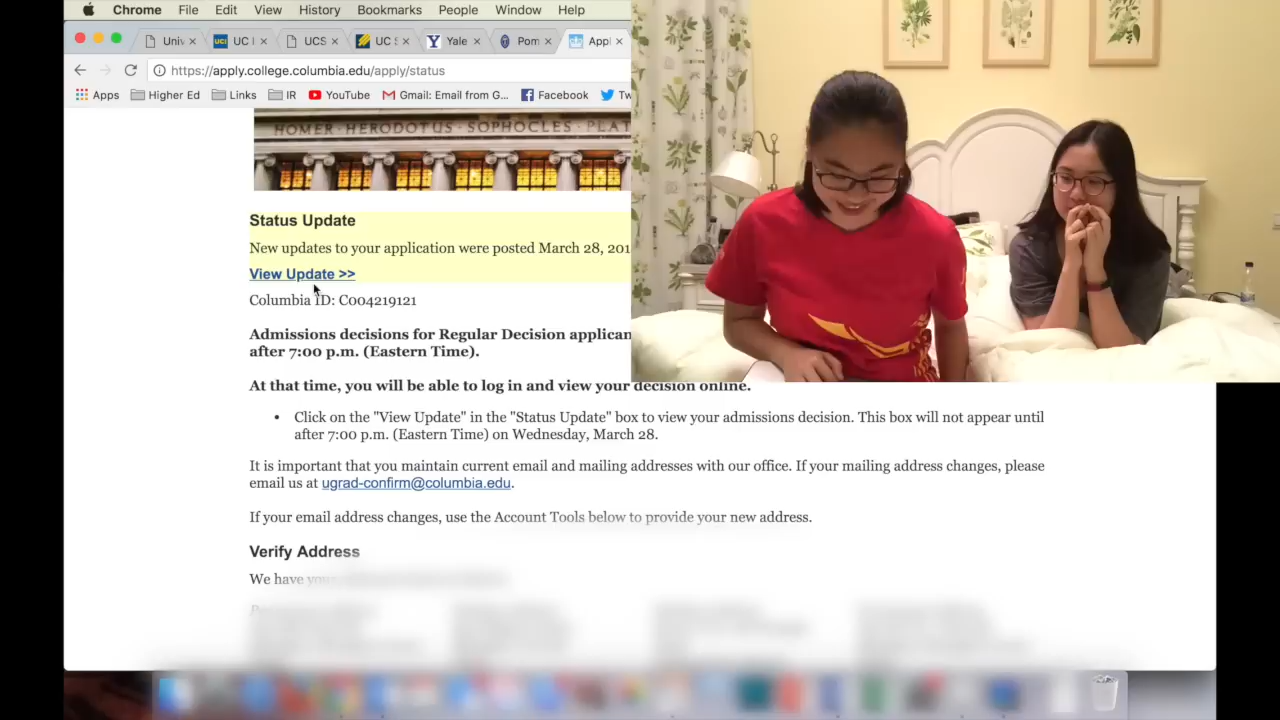 Chrome File Edit View History Bookmarks People Window Help
Univ UCI UC UCS UC S Yale Pom Appl
https://apply.college.columbia.edu/apply/status
Apps Higher Ed Links IR YouTube Gmail: Email from G... Facebook Tw
HOMER · HERODOTUS · SOPHOCLES · PLAT
Status Update
New updates to your application were posted March 28, 201
View Update >>
Columbia ID: C004219121
Admissions decisions for Regular Decision applican
after 7:00 p.m. (Eastern Time).
At that time, you will be able to log in and view your decision online.
• Click on the "View Update" in the "Status Update" box to view your admissions decision. This box will not appear until
after 7:00 p.m. (Eastern Time) on Wednesday, March 28.
It is important that you maintain current email and mailing addresses with our office. If your mailing address changes, please
email us at ugrad-confirm@columbia.edu.
If your email address changes, use the Account Tools below to provide your new address.
Verify Address
We have